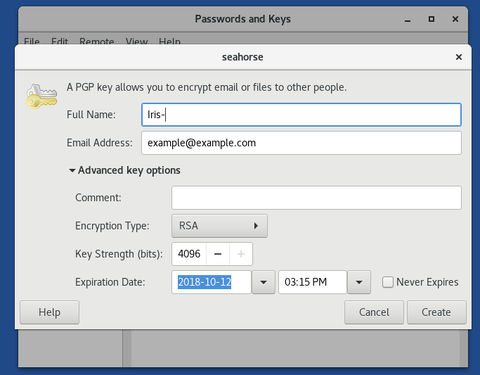 Passwords and Keys
File Edit Remote View Help
seahorse
A PGP key allows you to encrypt email or files to other people.
Full Name: Iris-
Email Address: example@example.com
Advanced key options
Comment:
Encryption Type: RSA
Key Strength (bits): 4096
Expiration Date: 2018-10-12 03:15 PM Never Expires
Help Cancel Create